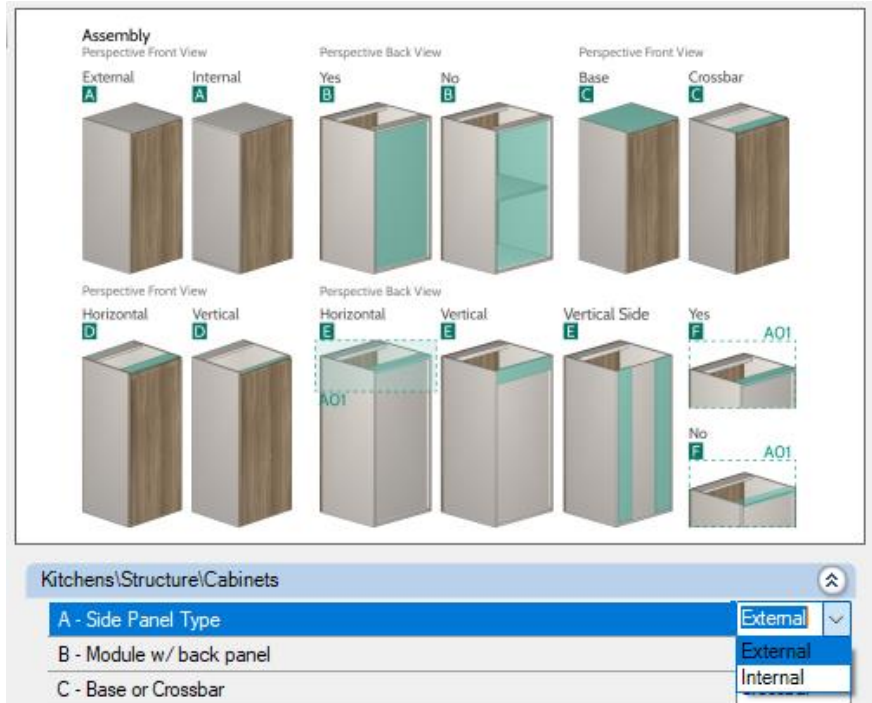 Assembly
Perspective Front View
Perspective Back View
Perspective Front View
External
Internal
Yes
No
Base
Crossbar
A
A
B
B
C
C
Perspective Front View
Perspective Back View
Horizontal
Vertical
Horizontal
Vertical
Vertical Side
Yes
D
D
E
E
E
F
A01
A01
No
F
A01
Kitchens\Structure\Cabinets
A - Side Panel Type
External
B - Module w/ back panel
External
Internal
C - Base or Crossbar